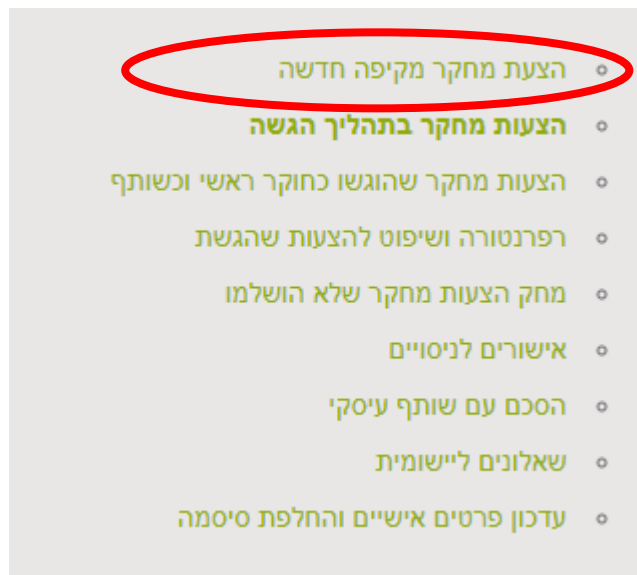 הצעת מחקר מקיפה חדשה
הצעות מחקר בתהליך הגשה
הצעות מחקר שהוגשו כחוקר ראשי וכשותף
רפרנטורה ושיפוט להצעות שהגשת
מחק הצעות מחקר שלא הושלמו
אישורים לניסויים
הסכם עם שותף עיסקי
שאלונים ליישומית
עדכון פרטים אישיים והחלפת סיסמה